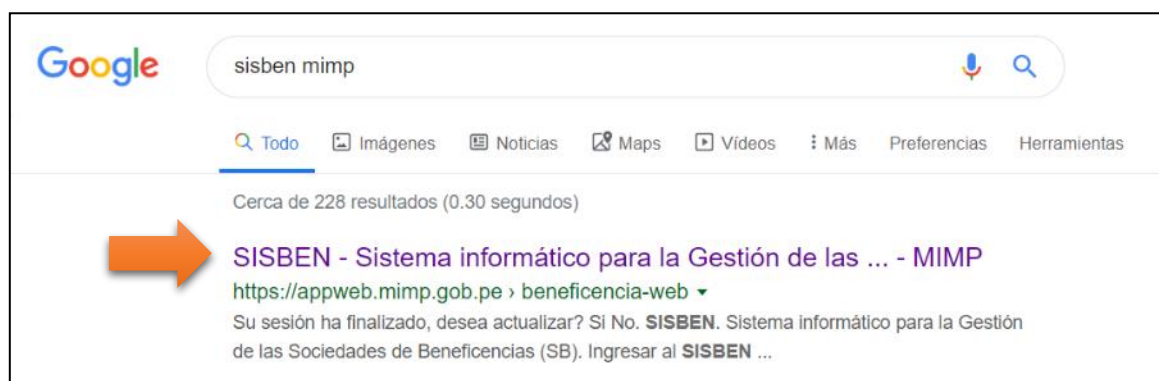 Google
sisben mimp
Todo Imágenes Noticias Maps Vídeos Más Preferencias Herramientas
Cerca de 228 resultados (0.30 segundos)
SISBEN - Sistema informático para la Gestión de las ... - MIMP
https://appweb.mimp.gob.pe › beneficencia-web
Su sesión ha finalizado, desea actualizar? Si No. SISBEN. Sistema informático para la Gestión
de las Sociedades de Beneficencias (SB). Ingresar al SISBEN ...